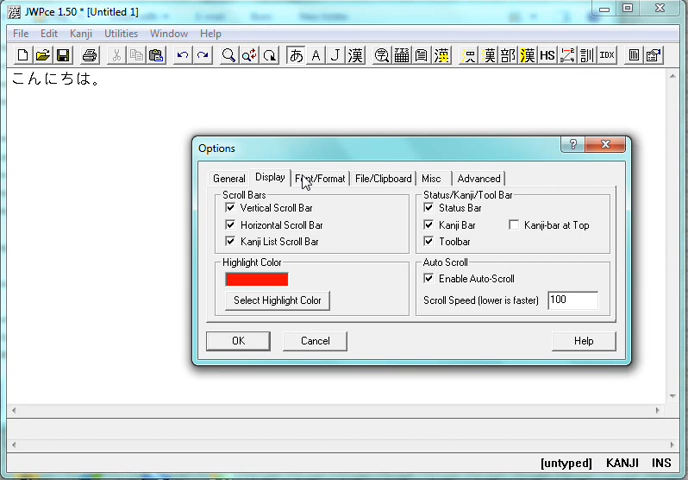 JWPce 1.50 * [Untitled 1]
File Edit Kanji Utilities Window Help
あ A J 漢 部 漢 HS 訓 IDX
こんにちは。
Options
General Display Font/Format File/Clipboard Misc Advanced
Scroll Bars Status/Kanji/Tool Bar
Vertical Scroll Bar Status Bar
Horizontal Scroll Bar Kanji Bar Kanji-bar at Top
Kanji List Scroll Bar Toolbar
Highlight Color Auto Scroll
Enable Auto-Scroll
Select Highlight Color Scroll Speed (lower is faster) 100
OK Cancel Help
[untyped] KANJI INS